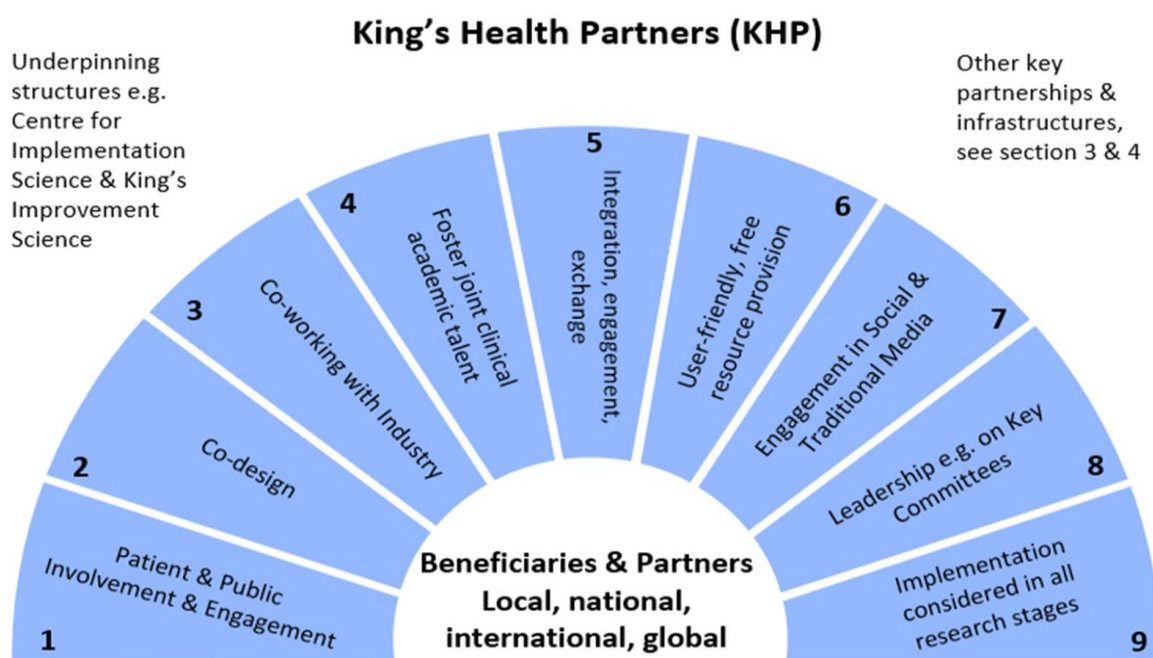 King's Health Partners (KHP)
Underpinning
structures e.g.
Centre for
Implementation
Science & King's
Improvement
Science
Other key
partnerships &
infrastructures,
see section 3 & 4
1
Patient & Public
Involvement & Engagement
2
Co-design
3
Co-working with Industry
4
Foster joint clinical
academic talent
5
Integration, engagement,
exchange
6
User-friendly, free
resource provision
7
Engagement in Social &
Traditional Media
8
Leadership e.g. on Key
Committees
9
Implementation
considered in all
research stages
Beneficiaries & Partners
Local, national,
international, global